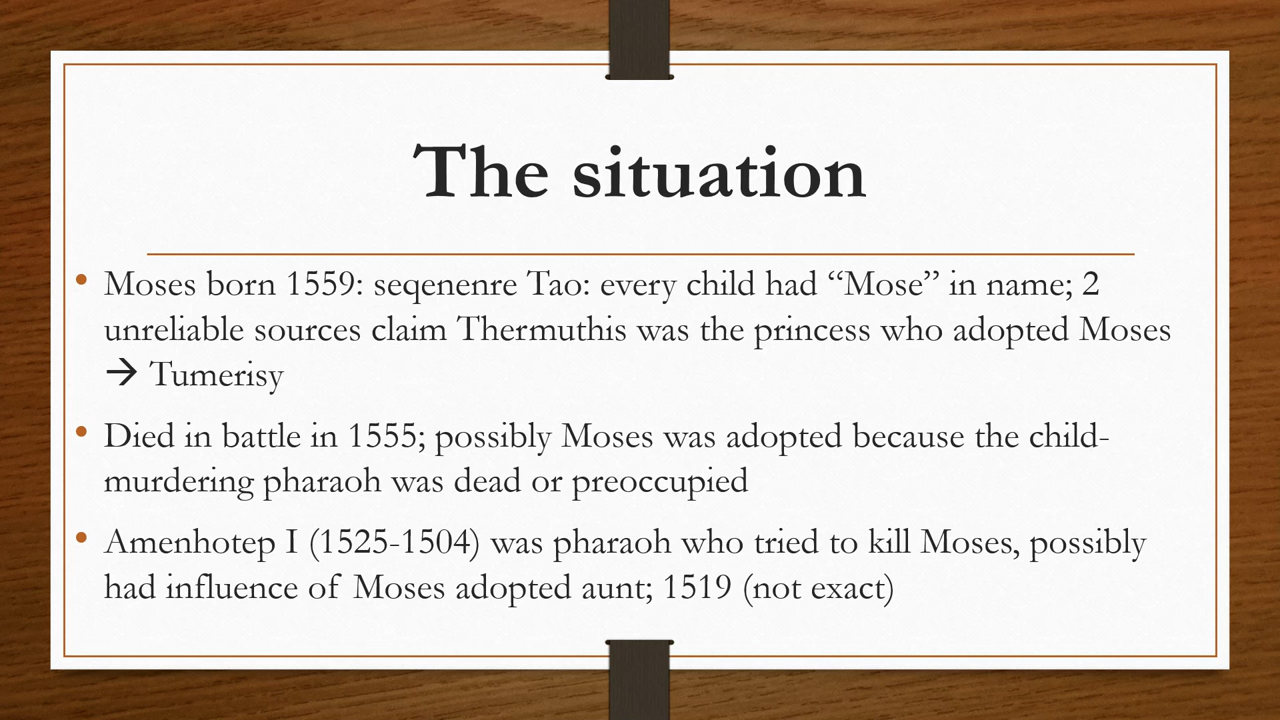 The situation
• Moses born 1559: seqenenre Tao: every child had “Mose” in name; 2
unreliable sources claim Thermuthis was the princess who adopted Moses
→ Tumerisy
• Died in battle in 1555; possibly Moses was adopted because the child-
murdering pharaoh was dead or preoccupied
• Amenhotep I (1525-1504) was pharaoh who tried to kill Moses, possibly
had influence of Moses adopted aunt; 1519 (not exact)